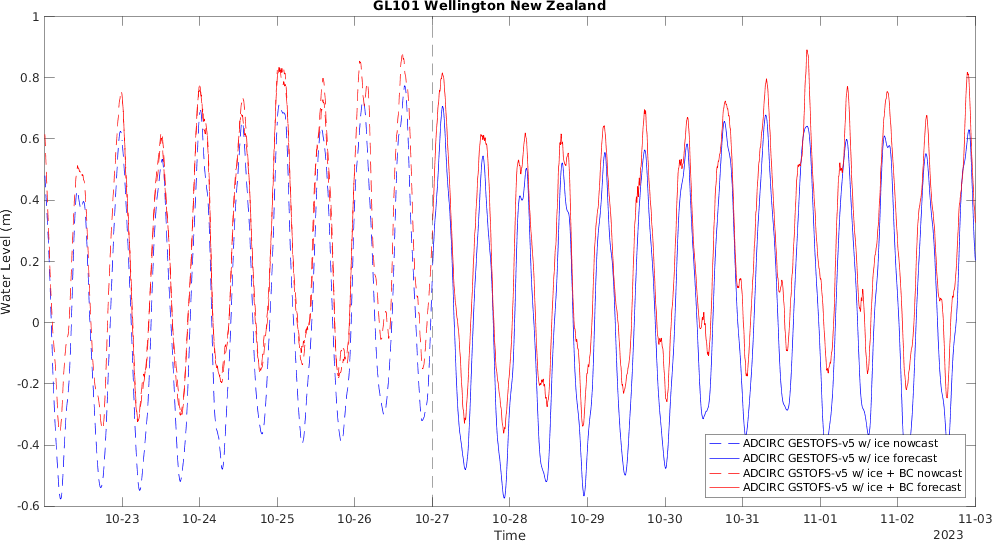 GL101 Wellington New Zealand
1
0.8
0.6
0.4
0.2
0
-0.2
-0.4
-0.6
Water Level (m)
ADCIRC GESTOFS-v5 w/ ice nowcast
ADCIRC GESTOFS-v5 w/ ice forecast
ADCIRC GSTOFS-v5 w/ ice + BC nowcast
ADCIRC GSTOFS-v5 w/ ice + BC forecast
10-23 10-24 10-25 10-26 10-27 10-28 10-29 10-30 10-31 11-01 11-02 11-03
Time
2023